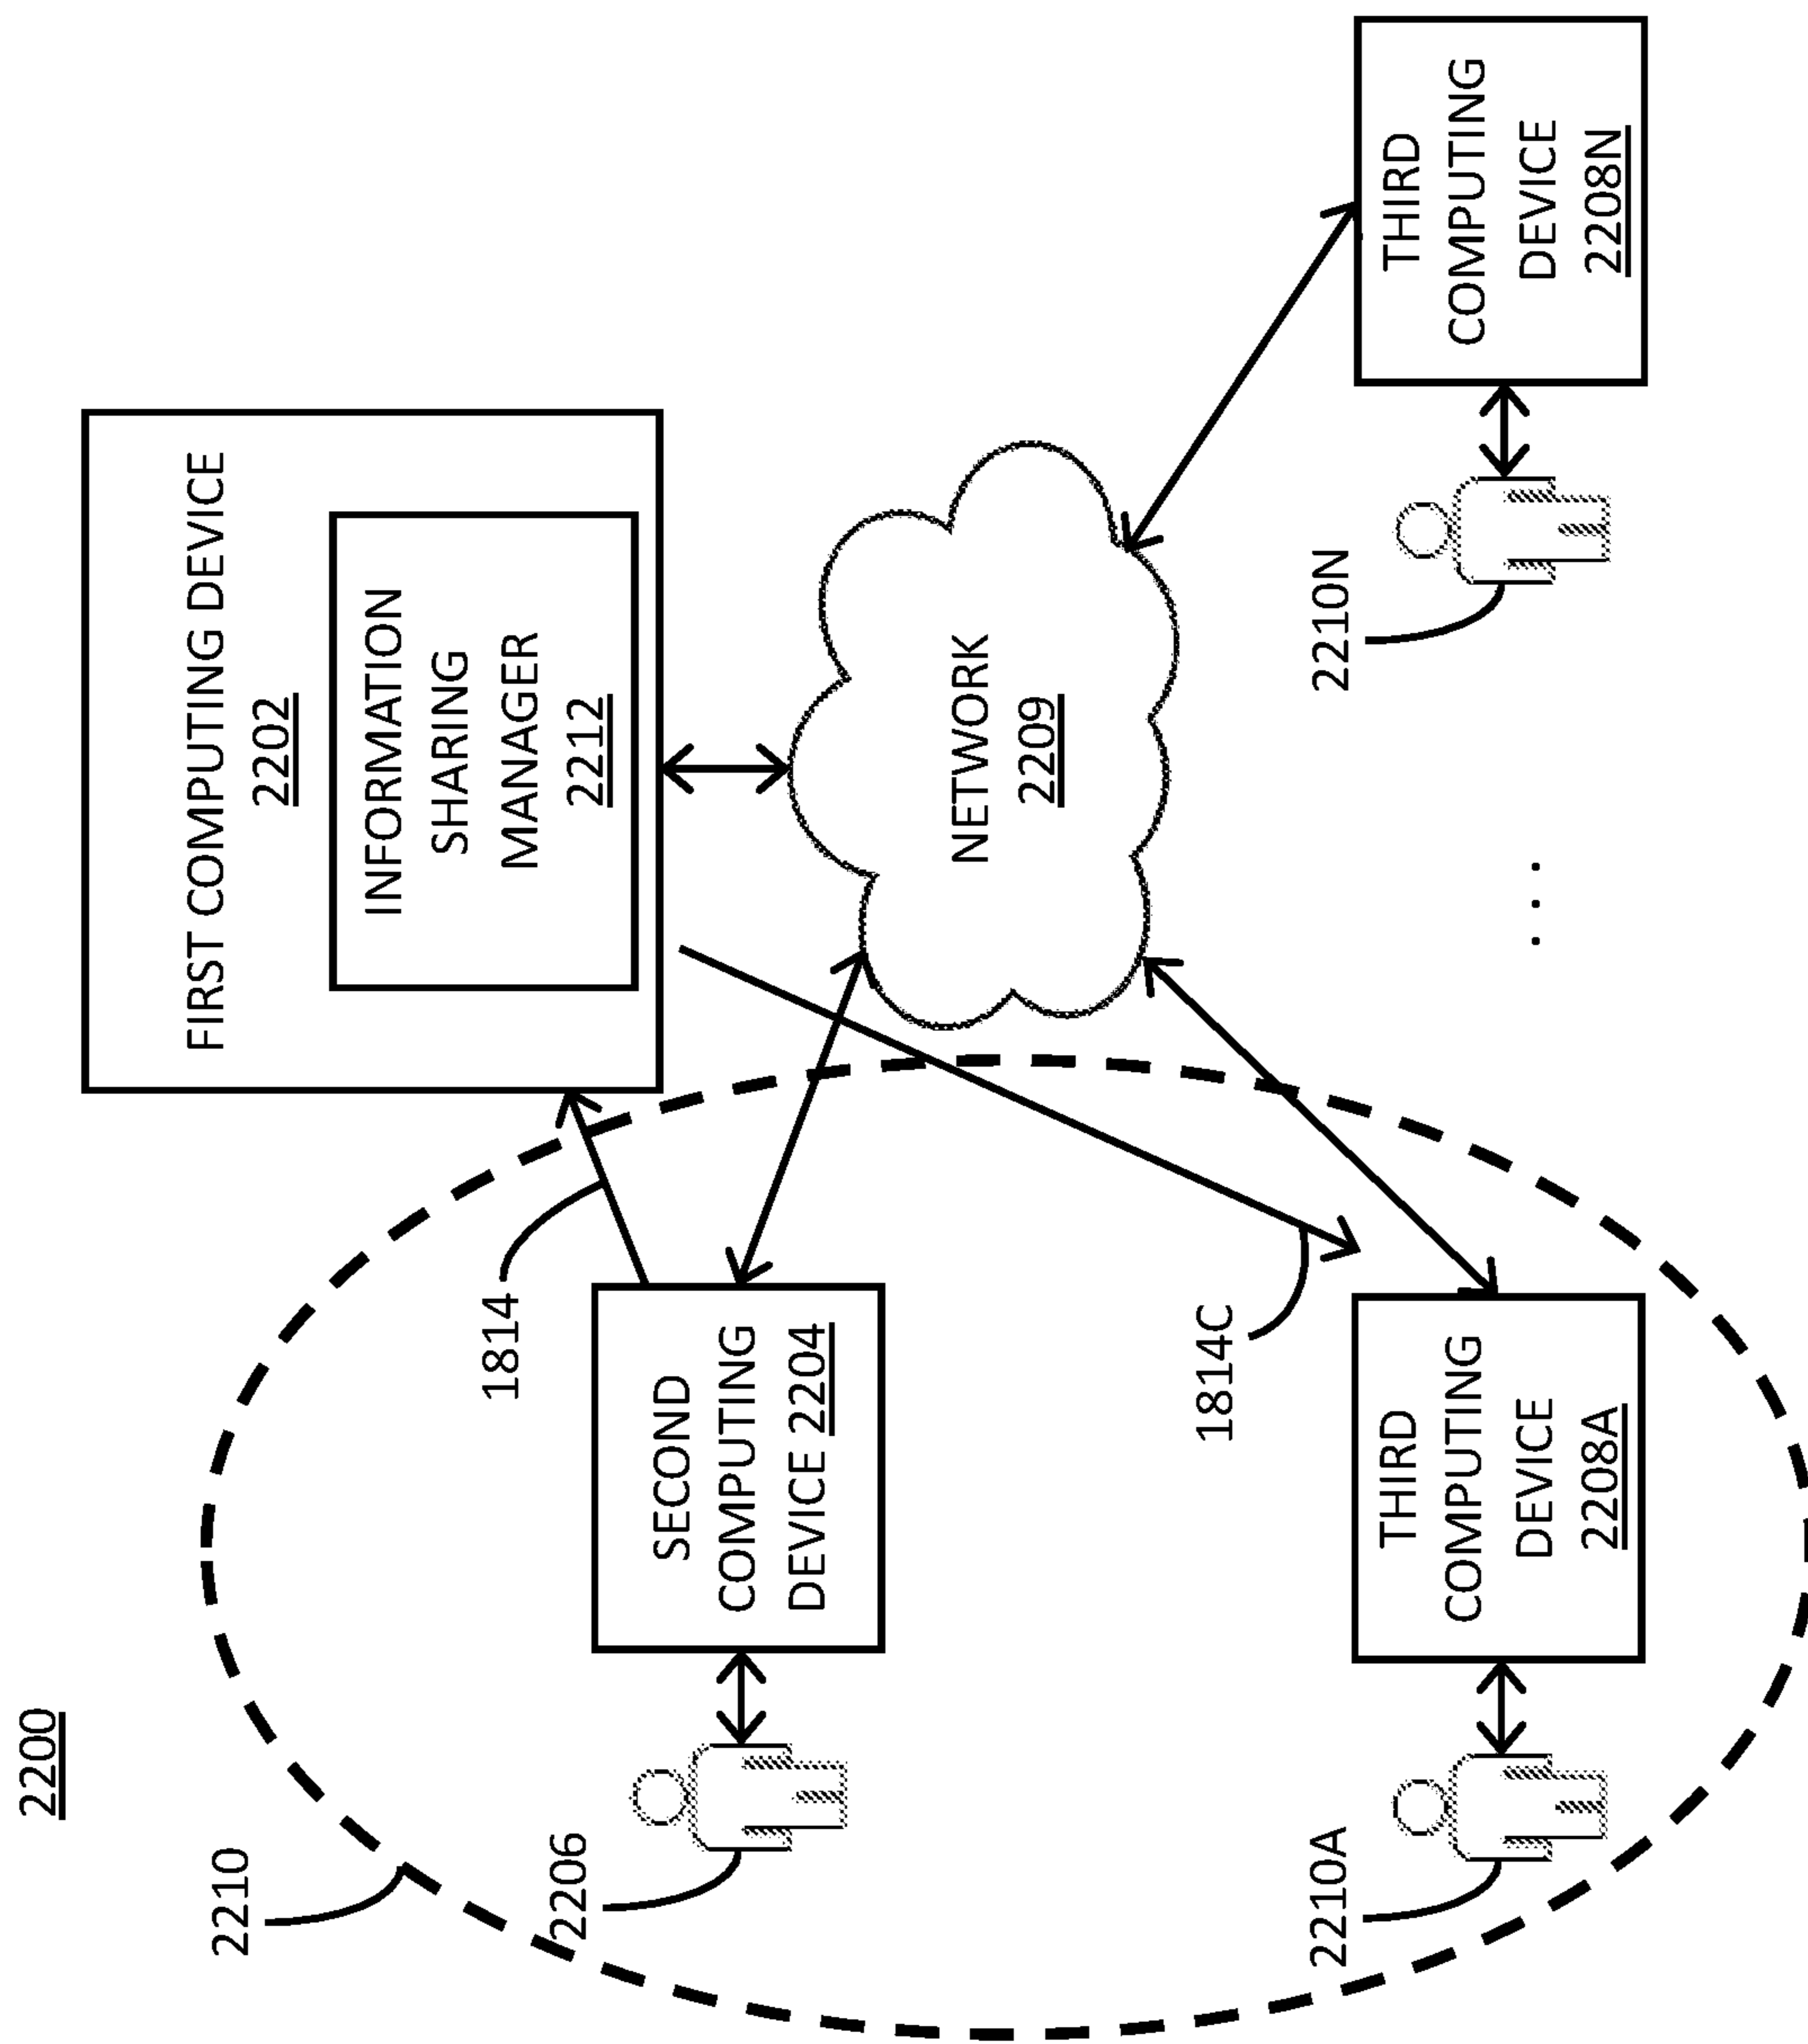 2200
2210
FIRST COMPUTING DEVICE
2202
INFORMATION
SHARING
MANAGER
2212
1814
2206
SECOND
COMPUTING
DEVICE 2204
NETWORK
2209
1814C
2210A
THIRD
COMPUTING
DEVICE
2208A
...
2210N
THIRD
COMPUTING
DEVICE
2208N